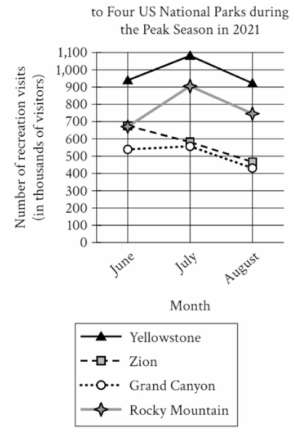 to Four US National Parks during
the Peak Season in 2021
Number of recreation visits
(in thousands of visitors)
1,100
1,000
900
800
700
600
500
400
300
200
100
0
June
July
August
Month
Yellowstone
Zion
Grand Canyon
Rocky Mountain